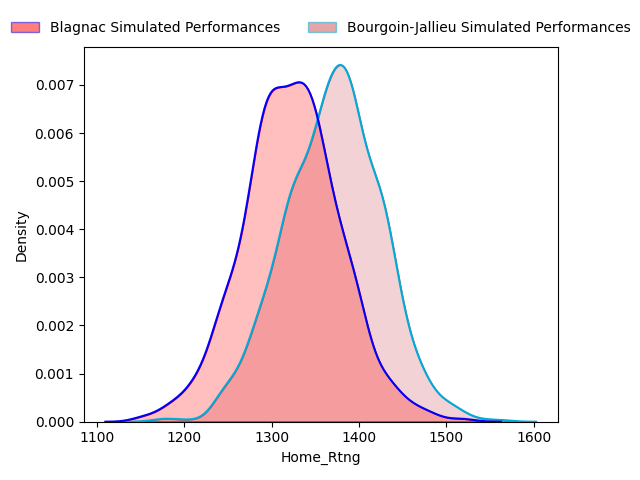 Blagnac Simulated Performances
Bourgoin-Jallieu Simulated Performances
0.007
0.006
0.005
0.004
0.003
0.002
0.001
0.000
Density
1100 1200 1300 1400 1500 1600
Home_Rtng